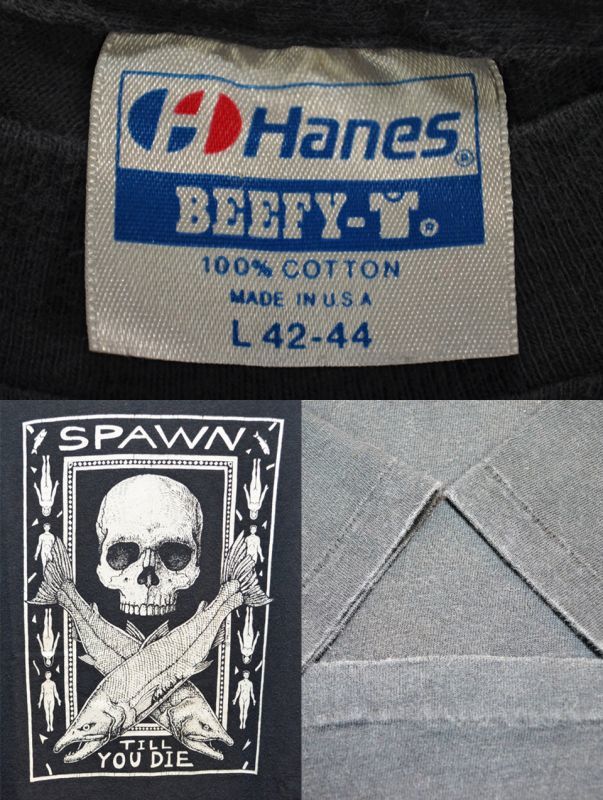 Hanes®
BEEFY-T®
100% COTTON
MADE IN U.S.A
L 42-44
SPAWN
TILL
YOU DIE